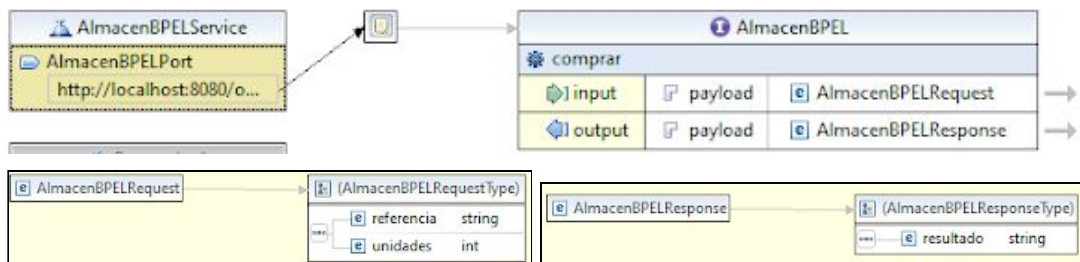 AlmacenBPELService
AlmacenBPELPort
http://localhost:8080/o...
AlmacenBPEL
comprar
input payload AlmacenBPELRequest
output payload AlmacenBPELResponse
e AlmacenBPELRequest
(AlmacenBPELRequestType)
e referencia string
e unidades int
e AlmacenBPELResponse
(AlmacenBPELResponseType)
e resultado string